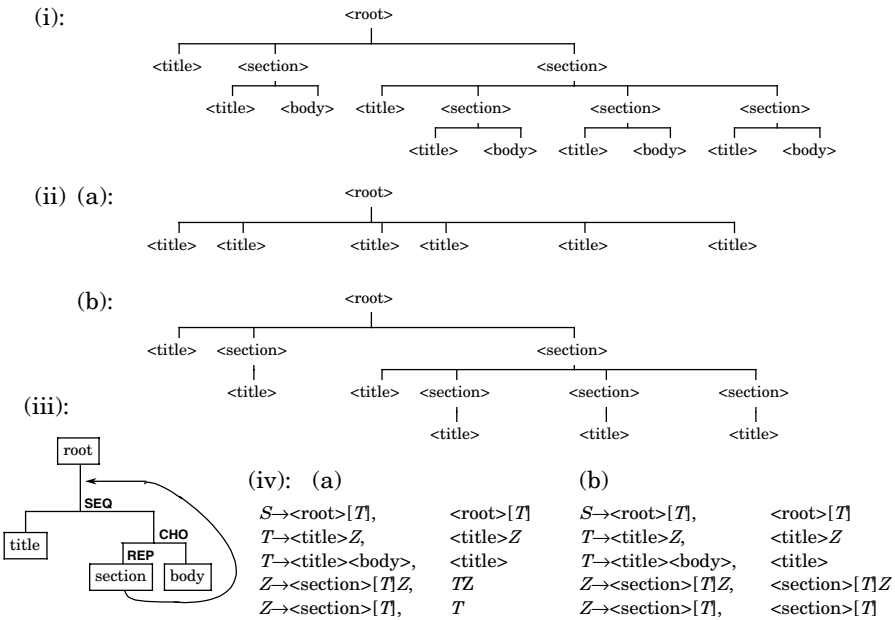 (i):
<root>
<title> <section> <section>
<title> <body> <title> <section> <section> <section>
<title> <body> <title> <body> <title> <body>
(ii) (a):
<root>
<title> <title> <title> <title> <title> <title>
(b):
<root>
<title> <section> <section>
<title> <title> <section> <section> <section>
<title> <title> <title>
(iii):
root
SEQ
title
CHO
REP
section body
(iv): (a) (b)
S→<root>[T], <root>[T] S→<root>[T], <root>[T]
T→<title>Z, <title>Z T→<title>Z, <title>Z
T→<title><body>, <title> T→<title><body>, <title>
Z→<section>[T]Z, TZ Z→<section>[T]Z, <section>[T]Z
Z→<section>[T], T Z→<section>[T], <section>[T]